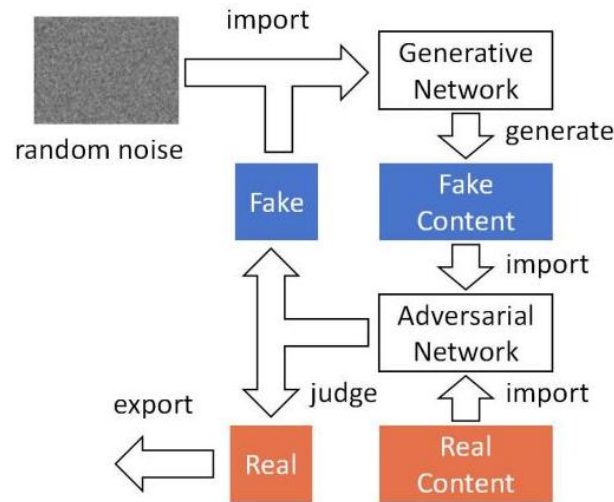 import
Generative
Network
random noise
generate
Fake
Fake
Content
import
Adversarial
Network
judge
import
export
Real
Real
Content